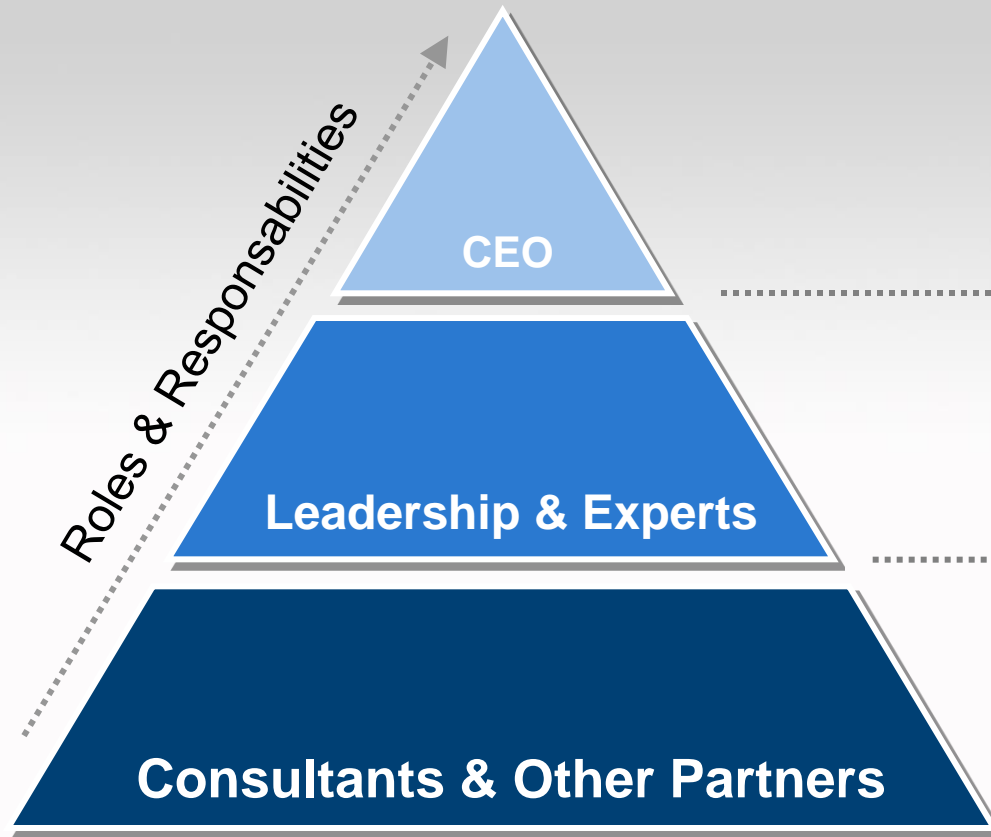 Roles & Responsabilities
CEO
Leadership & Experts
Consultants & Other Partners